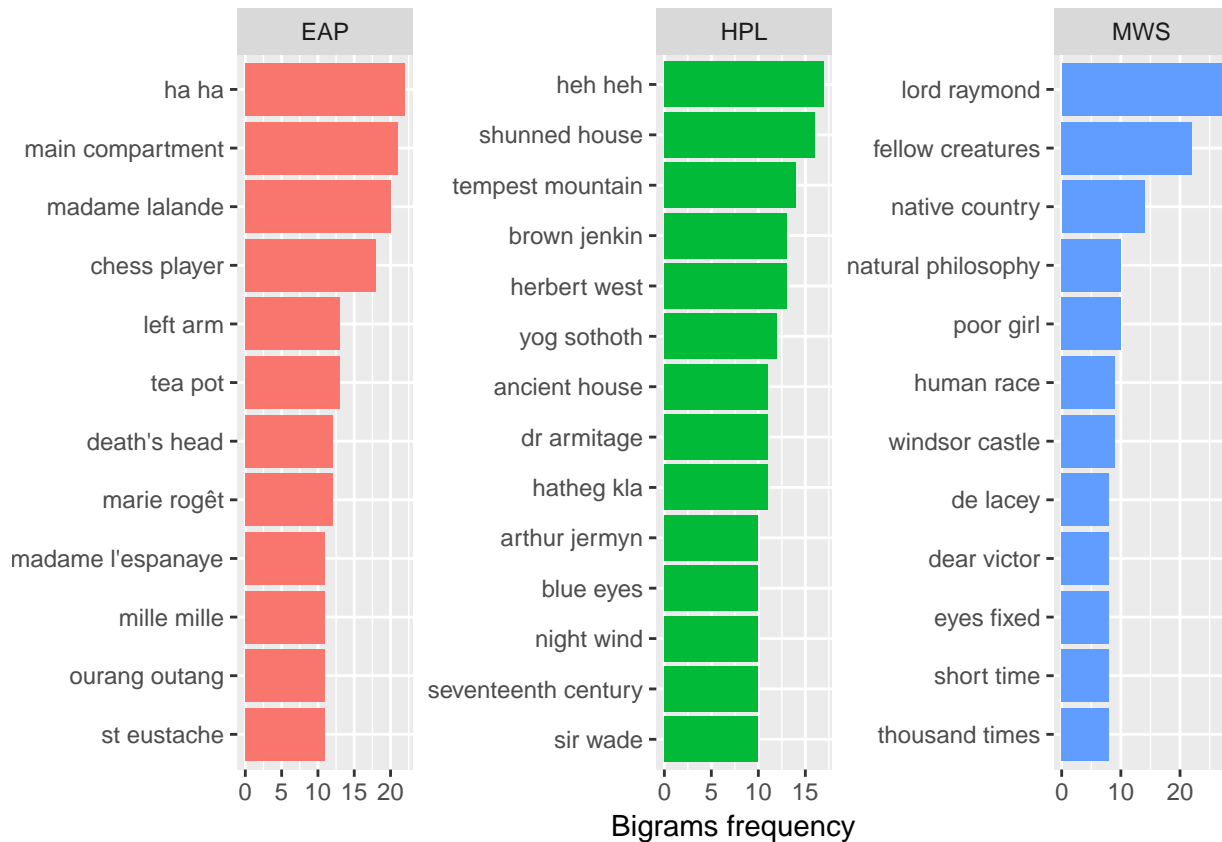 EAP
ha ha
main compartment
madame lalande
chess player
left arm
tea pot
death's head
marie rogêt
madame l'espanaye
mille mille
ourang outang
st eustache
0 5 10 15 20
HPL
heh heh
shunned house
tempest mountain
brown jenkin
herbert west
yog sothoth
ancient house
dr armitage
hatheg kla
arthur jermyn
blue eyes
night wind
seventeenth century
sir wade
0 5 10 15
MWS
lord raymond
fellow creatures
native country
natural philosophy
poor girl
human race
windsor castle
de lacey
dear victor
eyes fixed
short time
thousand times
0 10 20
Bigrams frequency